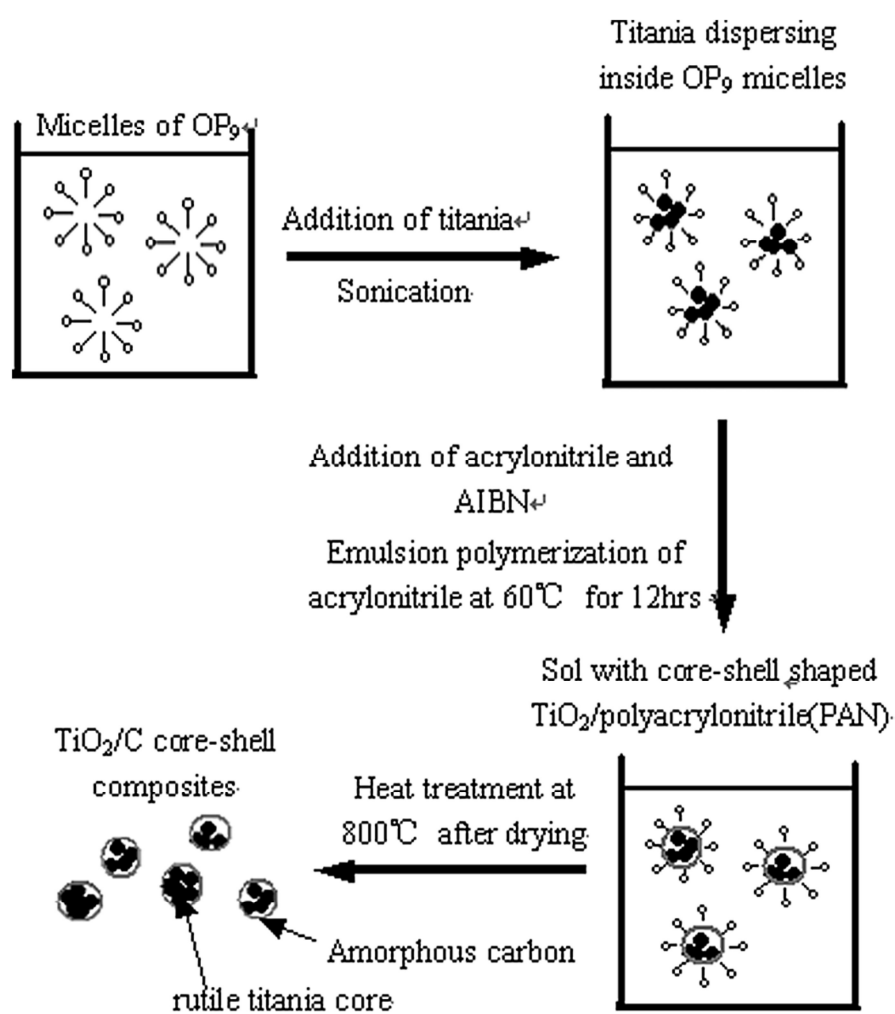 Micelles of OP₉↵
Addition of titania↵
Sonication
Titania dispersing
inside OP₉ micelles
Addition of acrylonitrile and
AIBN↵
Emulsion polymerization of
acrylonitrile at 60℃ for 12hrs
Sol with core-shell shaped
TiO₂/polyacrylonitrile(PAN)
Heat treatment at
800℃ after drying
TiO₂/C core-shell
composites
Amorphous carbon
rutile titania core